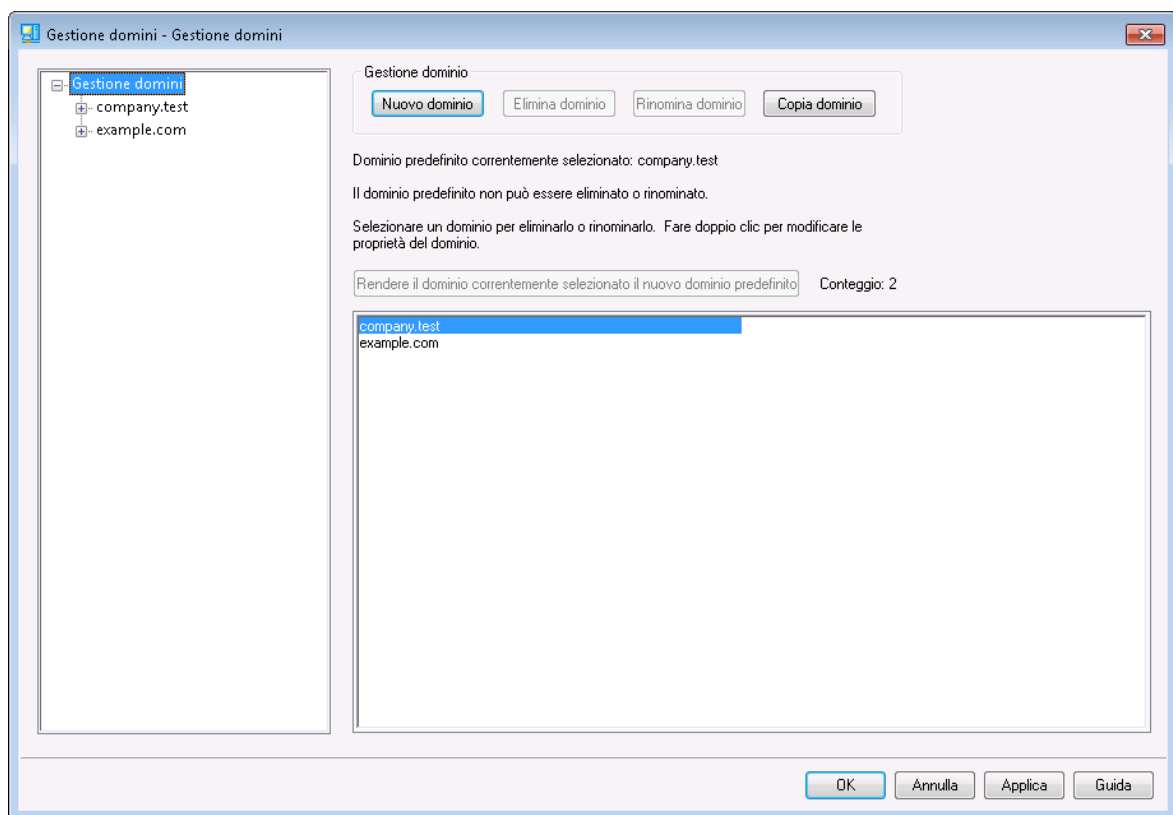 Gestione domini - Gestione domini
Gestione domini
company.test
example.com
Gestione dominio
Nuovo dominio
Elimina dominio
Rinomina dominio
Copia dominio
Dominio predefinito correntemente selezionato: company.test
Il dominio predefinito non può essere eliminato o rinominato.
Selezionare un dominio per eliminarlo o rinominarlo. Fare doppio clic per modificare le
proprietà del dominio.
Rendere il dominio correntemente selezionato il nuovo dominio predefinito
Conteggio: 2
company.test
example.com
OK
Annulla
Applica
Guida